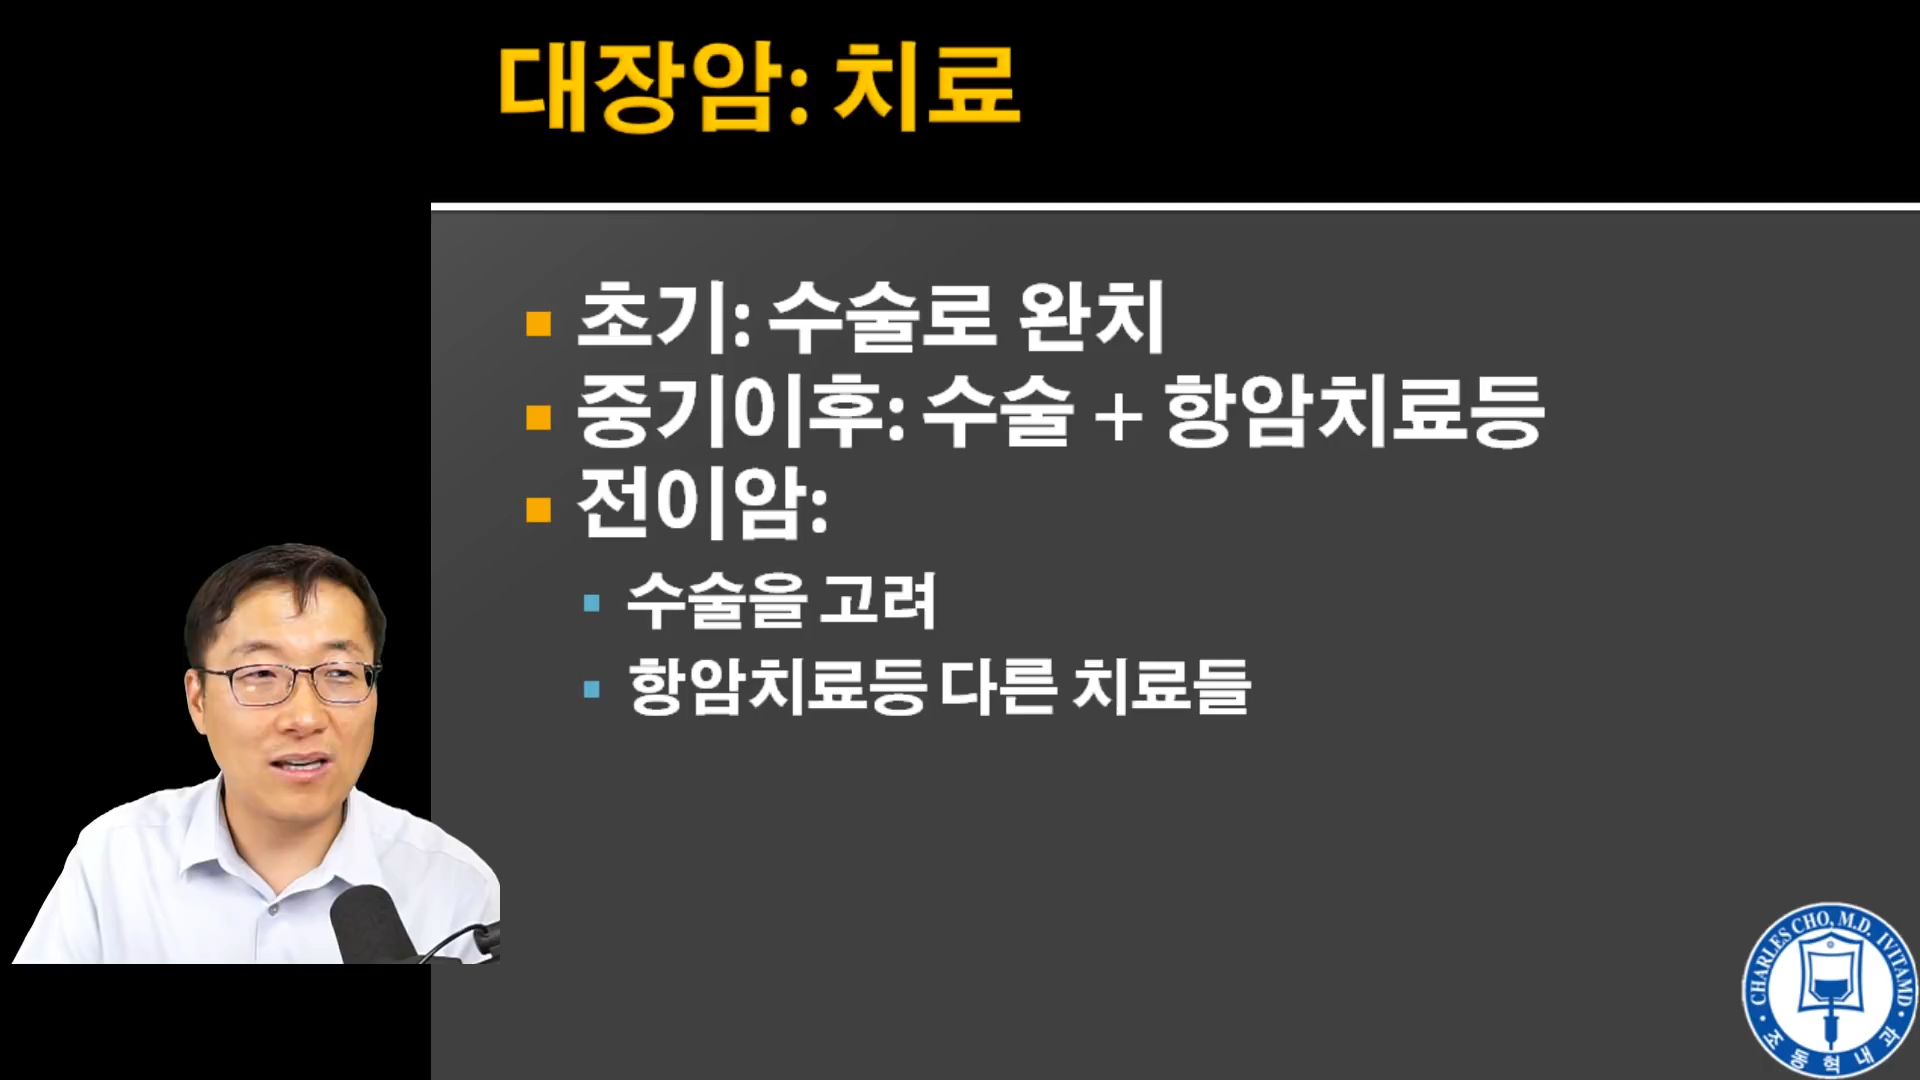 대장암: 치료
초기: 수술로 완치
중기이후: 수술 + 항암치료등
전이암:
수술을 고려
항암치료등 다른 치료들
CHARLES CHO, M.D. IVITAMD
조동혁내과